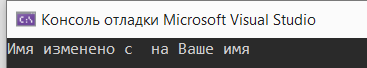 C:\ Консоль отладки Microsoft Visual Studio
Имя изменено с  на Ваше имя